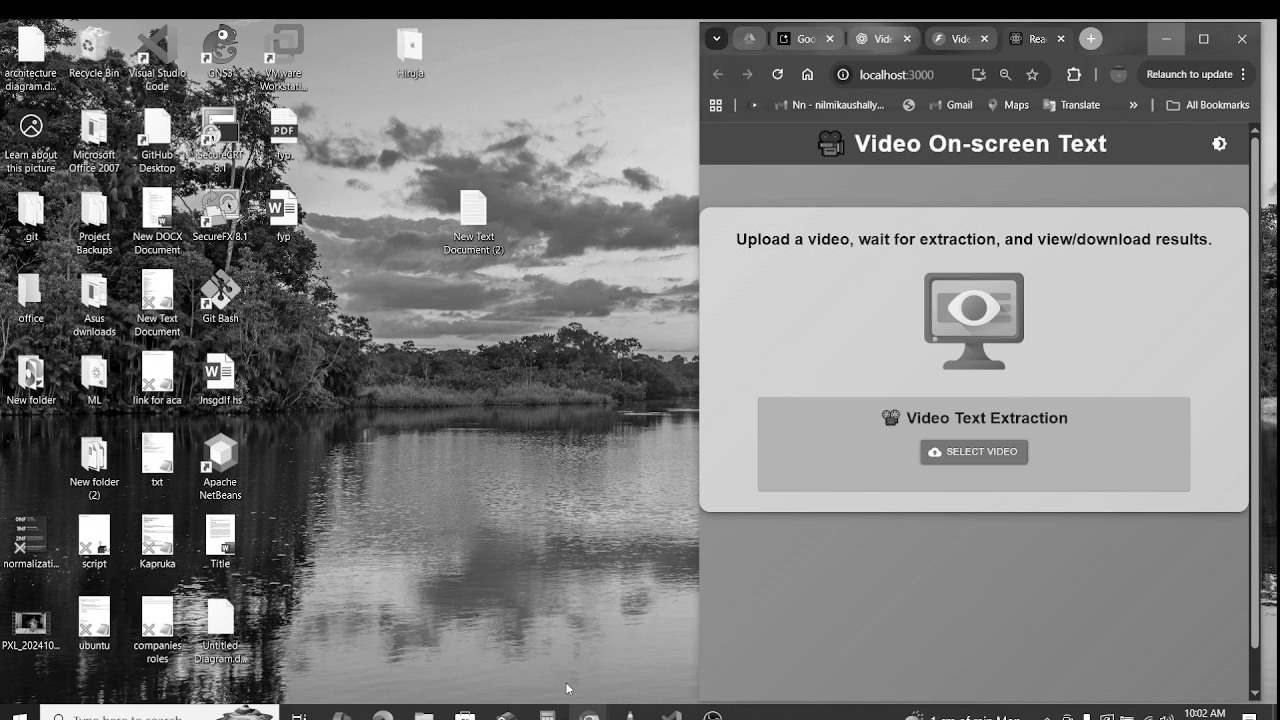 architecture
diagram.d...
Recycle Bin
Visual Studio
Code
GNS3
VMware
Workstati...
Hiruja
Learn about
this picture
Microsoft
Office 2007
GitHub
Desktop
SecureCRT
8.1
PDF
fyp
.git
Project
Backups
New DOCX
Document
SecureFX 8.1
fyp
New Text
Document (2)
office
Asus
dwnloads
New Text
Document
Git Bash
New folder
ML
link for aca
Jnsgdlf hs
New folder
(2)
txt
Apache
NetBeans
normalizati...
script
Kapruka
Title
PXL_202410...
ubuntu
companies
roles
Untitled
Diagram.d...
Type here to search
Goo
Vide
Vide
Rea
localhost:3000
Relaunch to update
Nn - nilmikaushally...
Gmail
Maps
Translate
All Bookmarks
Video On-screen Text
Upload a video, wait for extraction, and view/download results.
Video Text Extraction
SELECT VIDEO
10:02 AM